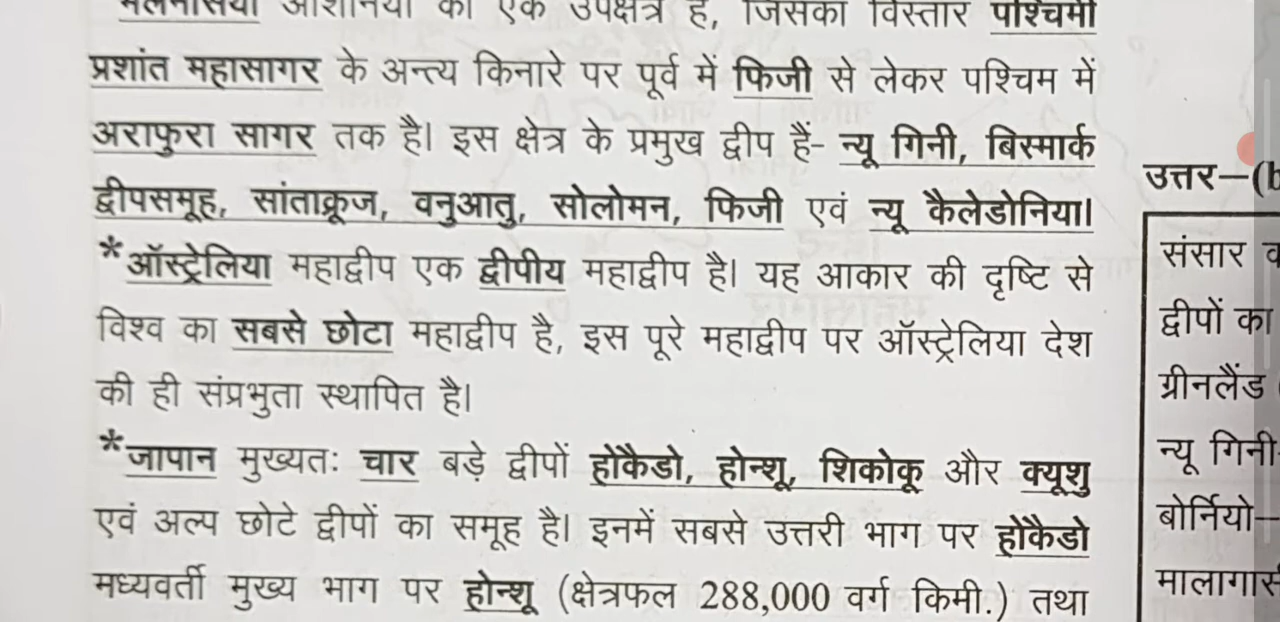 मेलनेसिया ओशेनिया का एक उपक्षेत्र है, जिसका विस्तार पश्चिमी
प्रशांत महासागर के अन्त्य किनारे पर पूर्व में फिजी से लेकर पश्चिम में
अराफुरा सागर तक है। इस क्षेत्र के प्रमुख द्वीप हैं- न्यू गिनी, बिस्मार्क
द्वीपसमूह, सांताक्रूज, वनुआतु, सोलोमन, फिजी एवं न्यू कैलेडोनिया।
*ऑस्ट्रेलिया महाद्वीप एक द्वीपीय महाद्वीप है। यह आकार की दृष्टि से
विश्व का सबसे छोटा महाद्वीप है, इस पूरे महाद्वीप पर ऑस्ट्रेलिया देश
की ही संप्रभुता स्थापित है।
*जापान मुख्यतः चार बड़े द्वीपों होकैडो, होन्शू, शिकोकू और क्यूशु
एवं अल्प छोटे द्वीपों का समूह है। इनमें सबसे उत्तरी भाग पर होकैडो
मध्यवर्ती मुख्य भाग पर होन्शू (क्षेत्रफल 288,000 वर्ग किमी.) तथा
उत्तर–(b
संसार
द्वीपों का
ग्रीनलैंड
न्यू गिनी-
बोर्नियो–